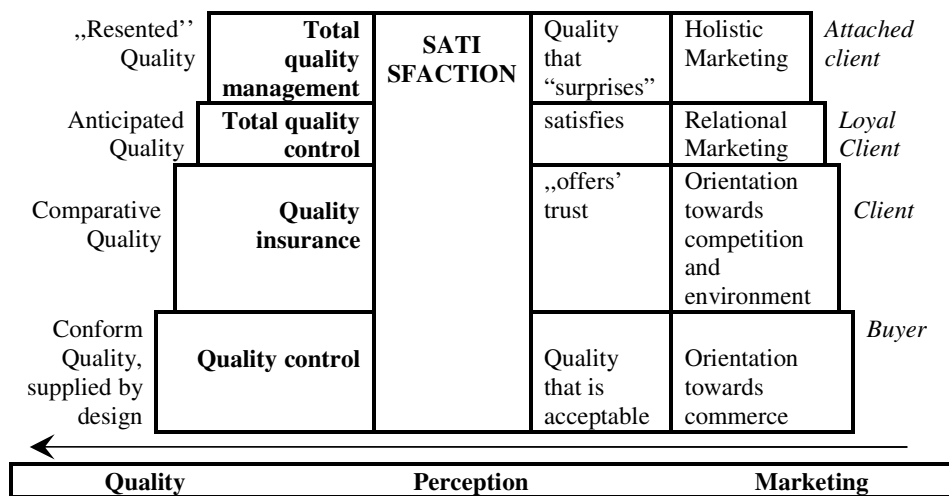 ,,Resented’’
Quality
Total
quality
management
SATI
SFACTION
Quality
that
“surprises”
Holistic
Marketing
Attached
client
Anticipated
Quality
Total quality
control
satisfies
Relational
Marketing
Loyal
Client
Comparative
Quality
Quality
insurance
,,offers’
trust
Orientation
towards
competition
and
environment
Client
Conform
Quality,
supplied by
design
Quality control
Quality
that is
acceptable
Orientation
towards
commerce
Buyer
Quality Perception Marketing